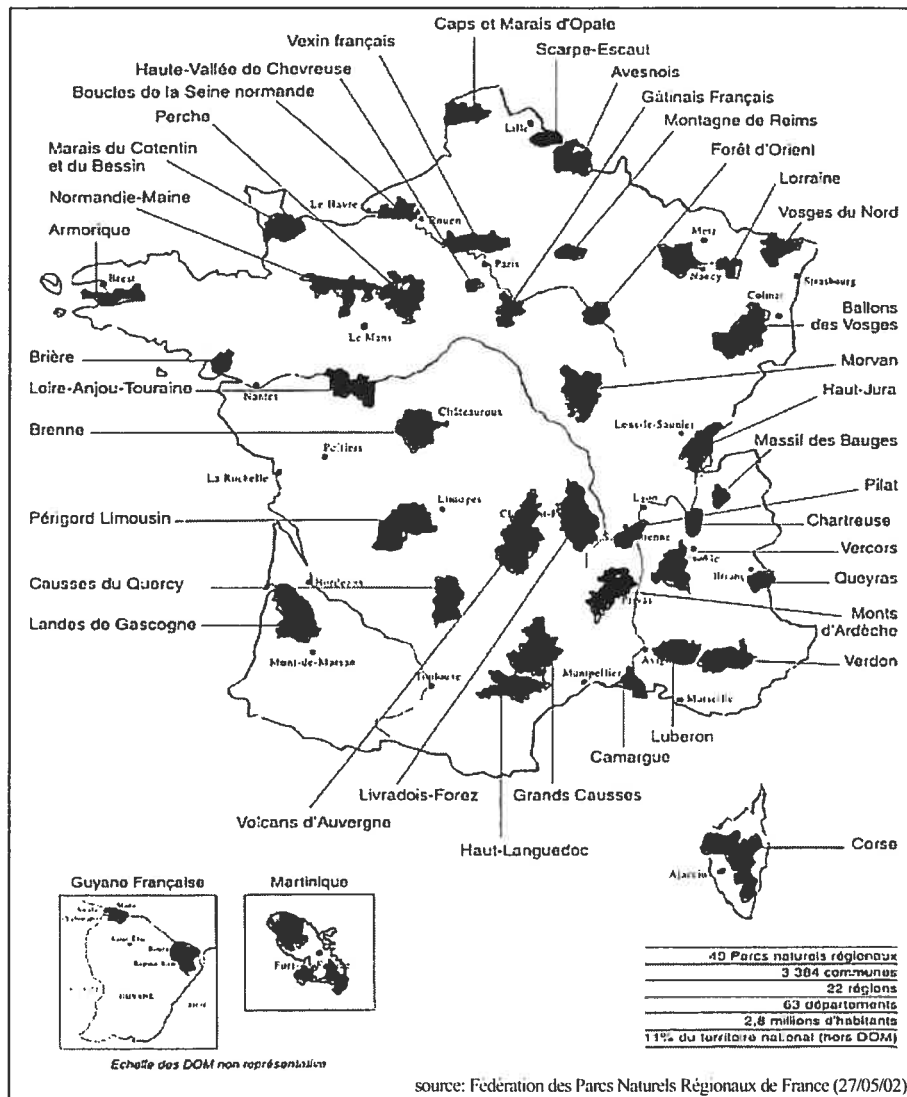 Caps et Marais d'Opale
Vexin français
Scarpe-Escaut
Haute-Vallée de Chevreuse
Avesnois
Boucles de la Seine normande
Gâtinais Français
Perche
Montagne de Reims
Marais du Cotentin
et du Bessin
Forêt d'Orient
Normandie-Maine
Lorraine
Armorique
Vosges du Nord
Lille
Le Havre
Rouen
Metz
Paris
Nancy
Strasbourg
Brest
Colmar
Ballons
des Vosges
Le Mans
Brière
Morvan
Loire-Anjou-Touraine
Nantes
Haut-Jura
Brenne
Châteauroux
Lons-le-Saunier
Massif des Bauges
Poitiers
La Rochelle
Pilat
Limoges
Lyon
Périgord Limousin
Chartreuse
Vercors
Causses du Quercy
Bordeaux
Queyras
Landes de Gascogne
Privas
Monts
d'Ardèche
Mont-de-Marsan
Toulouse
Montpellier
Verdon
Marseille
Luberon
Camargue
Livradois-Forez
Grands Causses
Volcans d'Auvergne
Haut-Languedoc
Corse
Ajaccio
Guyane Française
Martinique
GUYANE
40 Parcs naturels régionaux
3 384 communes
22 régions
63 départements
2,8 millions d'habitants
11% du territoire national (hors DOM)
Echelle des DOM non représentative
source: Fédération des Parcs Naturels Régionaux de France (27/05/02)